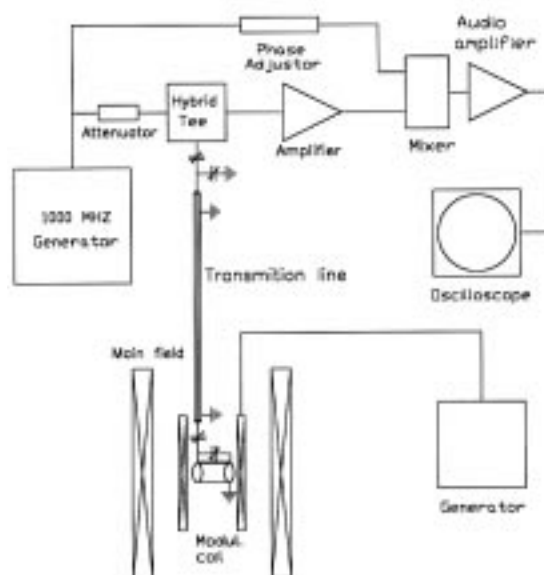 Audio
amplifier
Phase
Adjustor
Hybrid
Tee
Attenuator
Amplifier
Mixer
1000 MHZ
Generator
Transmition line
Oscilloscope
Main field
Generator
Modul.
coil